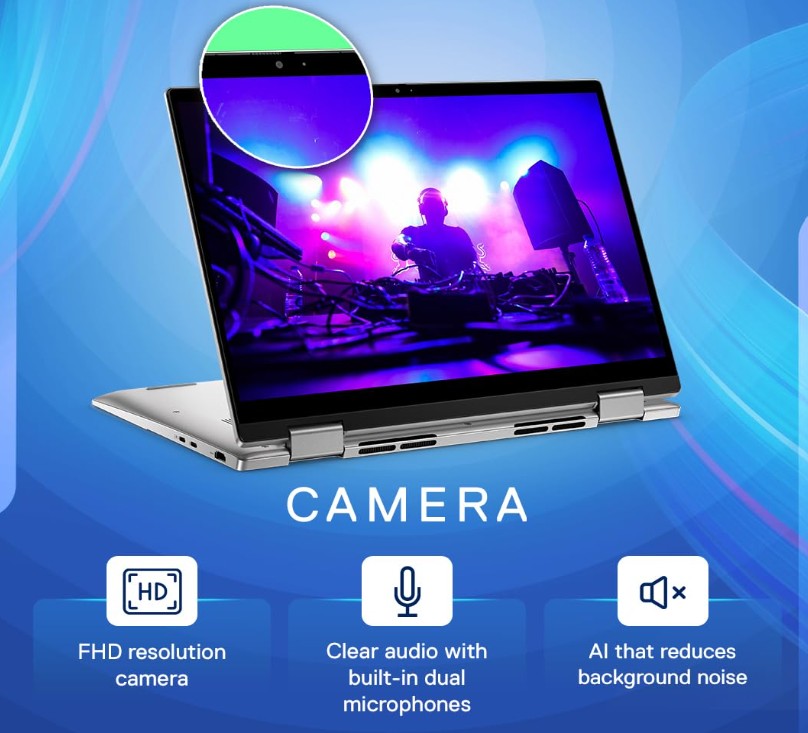 CAMERA
HD
FHD resolution
camera
Clear audio with
built-in dual
microphones
AI that reduces
background noise